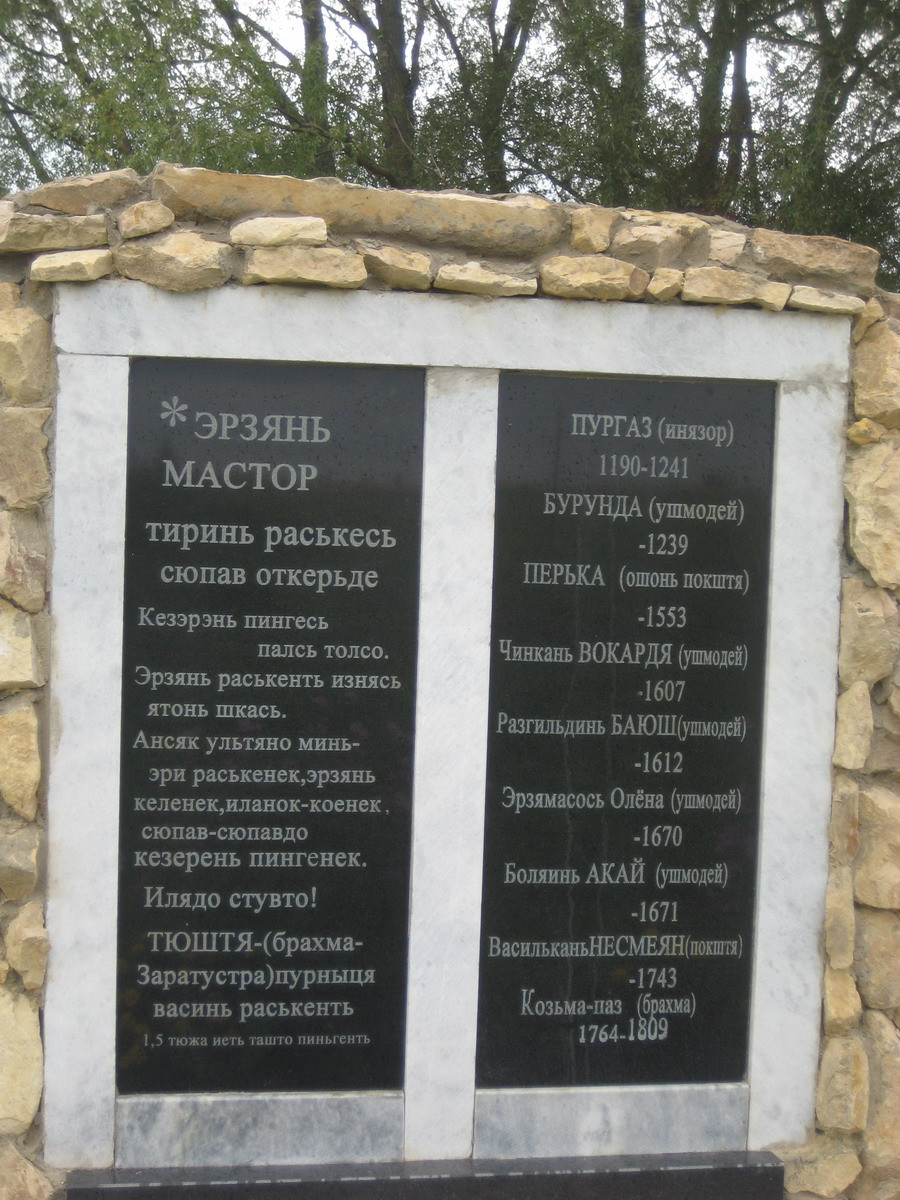 *ЭРЗЯНЬ
МАСТОР
тиринь раськесь
сюпав откерьде
Кезэрэнь пингесь
палсь толсо.
Эрзянь раськенть изнясь
ятонь шкась.
Ансяк ультяно минь-
эри раськенек,эрзянь
келенек,иланок-коенек,
сюпав-сюпавдо
кезерень пингенек.
Илядо стувто!
ТЮШТЯ-(брахма-
Заратустра)пурныця
васинь раськенть
1,5 тюжа иеть ташто пиньгенть
ПУРГАЗ (инязор)
1190-1241
БУРУНДА (ушмодей)
-1239
ПЕРЬКА (ошонь покштя)
-1553
Чинкань ВОКАРДЯ (ушмодей)
-1607
Разгильдинь БАЮШ(ушмодей)
-1612
Эрзямасось Олёна (ушмодей)
-1670
Боляинь АКАЙ (ушмодей)
-1671
ВасильканьНЕСМЕЯН(покштя)
-1743
Козьма-паз (брахма)
1764-1809